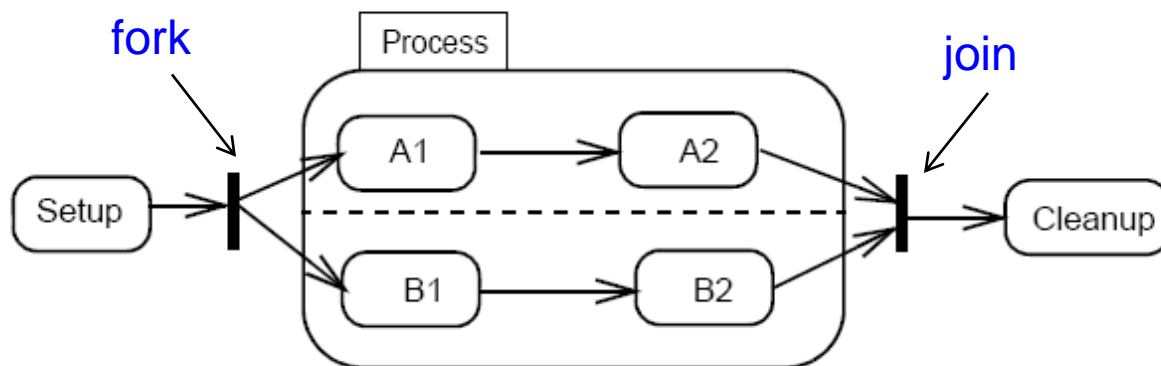 fork
Process
join
A1
A2
Setup
Cleanup
B1
B2